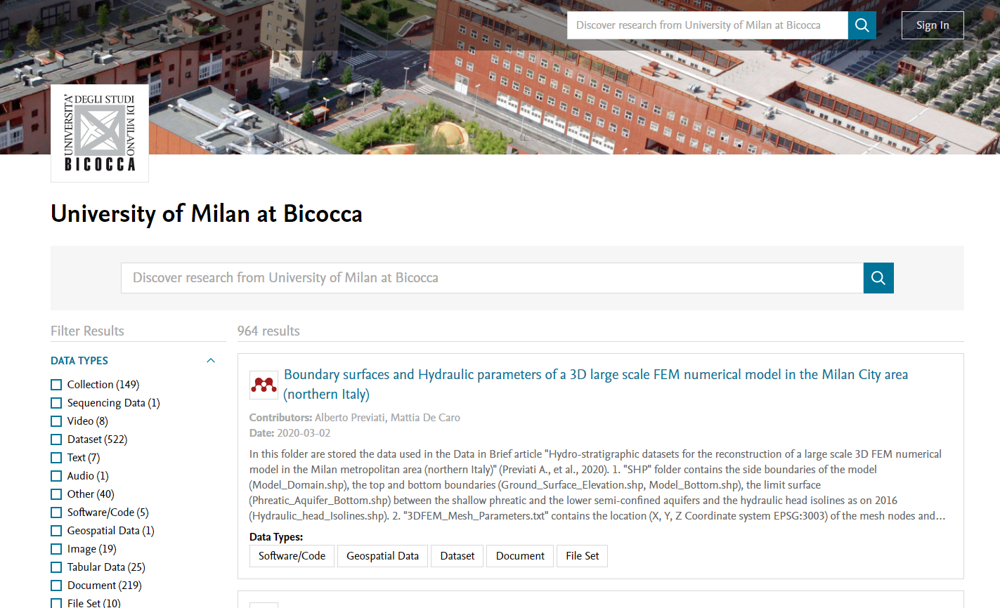 Discover research from University of Milan at Bicocca
Sign In
UNIVERSITA' DEGLI STUDI DI MILANO
BICOCCA
University of Milan at Bicocca
Discover research from University of Milan at Bicocca
Filter Results
964 results
DATA TYPES
Collection (149)
Sequencing Data (1)
Video (8)
Dataset (522)
Text (7)
Audio (1)
Other (40)
Software/Code (5)
Geospatial Data (1)
Image (19)
Tabular Data (25)
Document (219)
File Set (10)
Boundary surfaces and Hydraulic parameters of a 3D large scale FEM numerical model in the Milan City area
(northern Italy)
Contributors: Alberto Previati, Mattia De Caro
Date: 2020-03-02
In this folder are stored the data used in the Data in Brief article "Hydro-stratigraphic datasets for the reconstruction of a large scale 3D FEM numerical
model in the Milan metropolitan area (northern Italy)" (Previati A., et al., 2020). 1. "SHP" folder contains the side boundaries of the model
(Model_Domain.shp), the top and bottom boundaries (Ground_Surface_Elevation.shp, Model_Bottom.shp), the limit surface
(Phreatic_Aquifer_Bottom.shp) between the shallow phreatic and the lower semi-confined aquifers and the hydraulic head isolines as on 2016
(Hydraulic_head_Isolines.shp). 2. "3DFEM_Mesh_Parameters.txt" contains the location (X, Y, Z Coordinate system EPSG:3003) of the mesh nodes and...
Data Types:
Software/Code
Geospatial Data
Dataset
Document
File Set